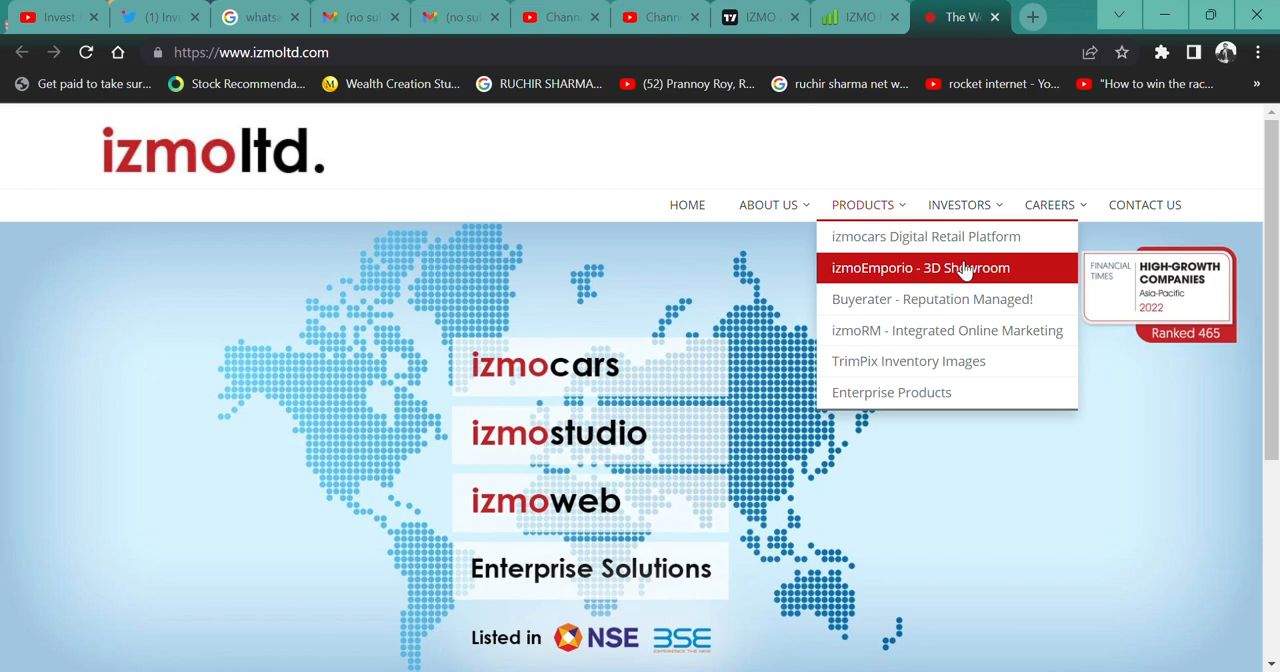 Invest
(1) Inv
whats
(no su
(no su
Chann
Chann
IZMO
IZMO
The W
https://www.izmoltd.com
Get paid to take sur...
Stock Recommenda...
Wealth Creation Stu...
RUCHIR SHARMA...
(52) Prannoy Roy, R...
ruchir sharma net w...
rocket internet - Yo...
"How to win the rac...
»
izmoltd.
HOME
ABOUT US
PRODUCTS
INVESTORS
CAREERS
CONTACT US
izmocars Digital Retail Platform
izmoEmporio - 3D Showroom
Buyerater - Reputation Managed!
izmoRM - Integrated Online Marketing
TrimPix Inventory Images
Enterprise Products
FINANCIAL
TIMES
HIGH-GROWTH
COMPANIES
Asia-Pacific
2022
Ranked 465
izmocars
izmostudio
izmoweb
Enterprise Solutions
Listed in NSE BSE